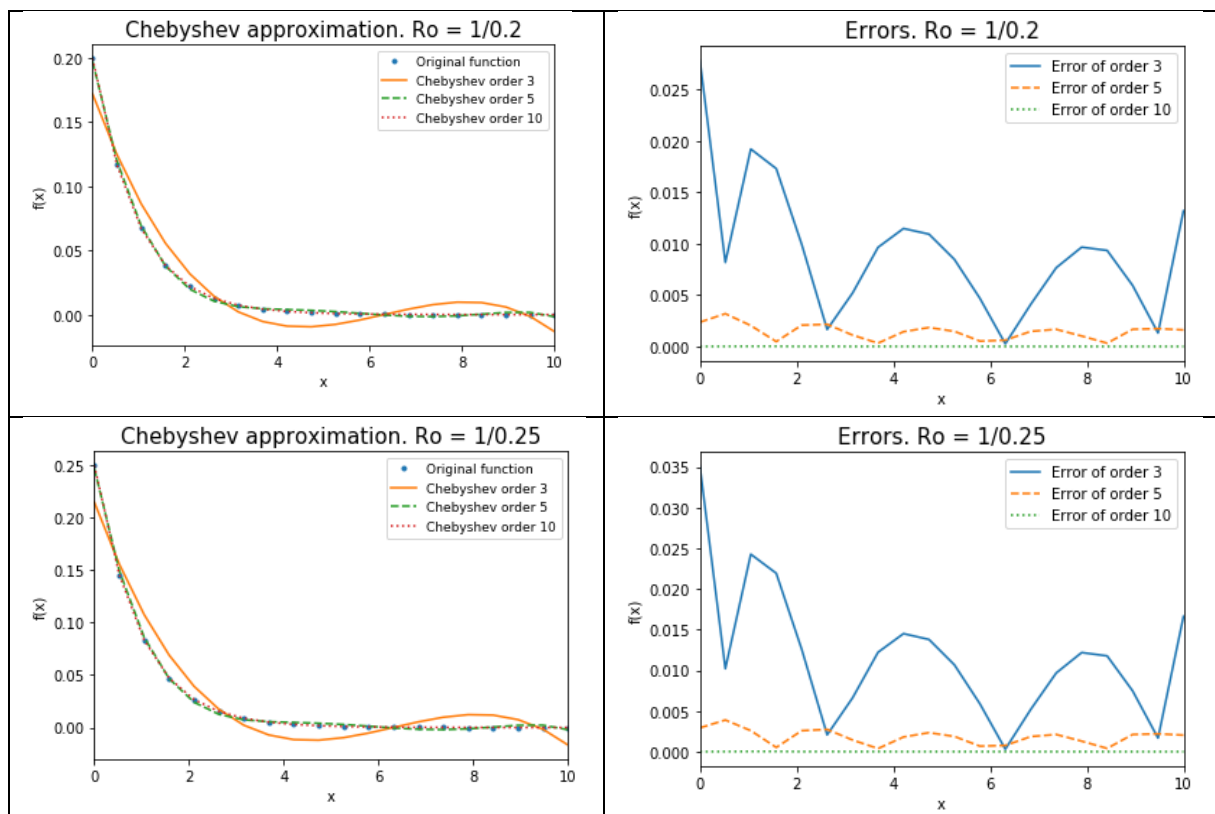 Chebyshev approximation. Ro = 1/0.2
0.20
0.15
0.10
0.05
0.00
f(x)
Original function
Chebyshev order 3
Chebyshev order 5
Chebyshev order 10
0 2 4 6 8 10
x
Errors. Ro = 1/0.2
0.025
0.020
0.015
0.010
0.005
0.000
f(x)
Error of order 3
Error of order 5
Error of order 10
0 2 4 6 8 10
x
Chebyshev approximation. Ro = 1/0.25
0.25
0.20
0.15
0.10
0.05
0.00
f(x)
Original function
Chebyshev order 3
Chebyshev order 5
Chebyshev order 10
0 2 4 6 8 10
x
Errors. Ro = 1/0.25
0.035
0.030
0.025
0.020
0.015
0.010
0.005
0.000
f(x)
Error of order 3
Error of order 5
Error of order 10
0 2 4 6 8 10
x